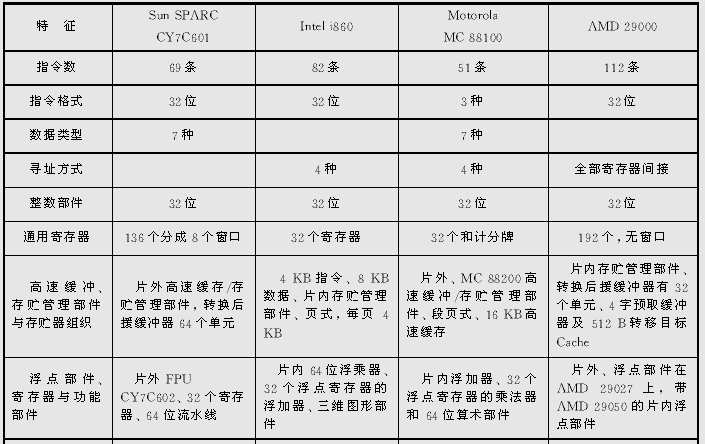 特 征
Sun SPARC
CY7C601
Intel i860
Motorola
MC 88100
AMD 29000
指令数
69 条
82 条
51 条
112 条
指令格式
32 位
32 位
3 种
32 位
数据类型
7 种
7 种
寻址方式
4 种
4 种
全部寄存器间接
整数部件
32 位
32 位
32 位
32 位
通用寄存器
136 个分成 8 个窗口
32 个寄存器
32 个和计分牌
192 个，无窗口
高速缓冲、
存贮管理部件
与存贮器组织
片外高速缓存/存
贮管理部件，转换后
援缓冲器 64 个单元
4 KB 指令、8 KB
数据、片内存贮管理
部件、页式，每页 4
KB
片外、MC 88200 高
速缓冲/存贮管理部
件、段页式、16 KB 高
速缓存
片内存贮管理部件、
转换后援缓冲器有 32
个单元、4 字预取缓冲
器及 512 B 转移目标
Cache
浮点部件、
寄存器与功能
部件
片外 FPU
CY7C602、32 个寄存
器、64 位流水线
片内 64 位浮乘器、
32 个浮点寄存器的
浮加器、三维图形部
件
片内浮加器、32 个
浮点寄存器的乘法器
和 64 位算术部件
片外、浮点部件在
AMD 29027 上，带
AMD 29050 的片内浮
点部件